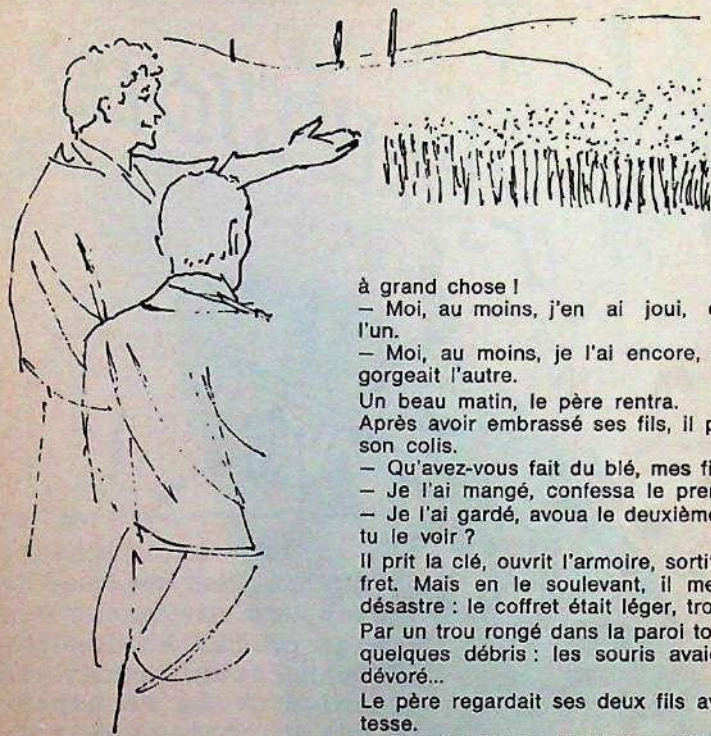 à grand chose !
— Moi, au moins, j'en ai joui,
l'un.
— Moi, au moins, je l'ai encore,
gorgeait l'autre.
Un beau matin, le père rentra.
Après avoir embrassé ses fils, il
son colis.
— Qu'avez-vous fait du blé, mes
— Je l'ai mangé, confessa le
— Je l'ai gardé, avoua le deuxième
tu le voir ?
Il prit la clé, ouvrit l'armoire,
fret. Mais en le soulevant, il
désastre : le coffret était léger,
Par un trou rongé dans la paroi
quelques débris : les souris
dévoré...
Le père regardait ses deux fils
tesse.